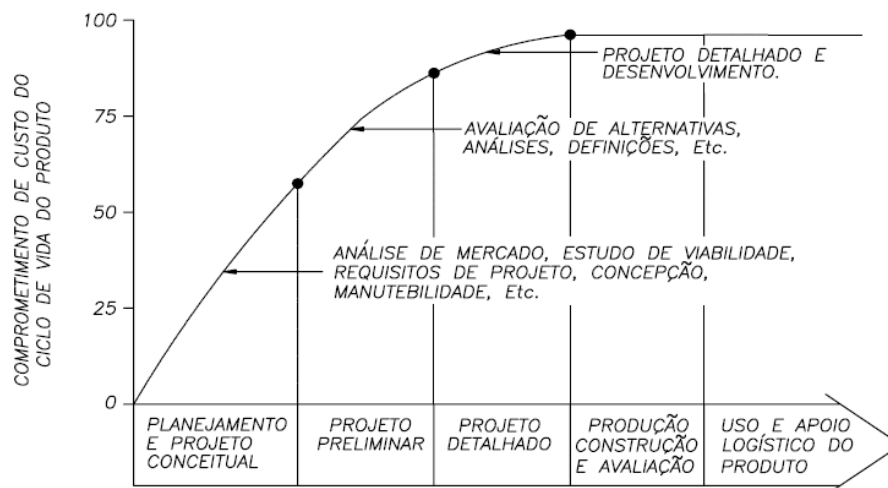 COMPROMETIMENTO DE CUSTO DO
CICLO DE VIDA DO PRODUTO
100
75
50
25
0
PROJETO DETALHADO E
DESENVOLVIMENTO.
AVALIAÇÃO DE ALTERNATIVAS,
ANÁLISES, DEFINIÇÕES, Etc.
ANÁLISE DE MERCADO, ESTUDO DE VIABILIDADE,
REQUISITOS DE PROJETO, CONCEPÇÃO,
MANUTEBILIDADE, Etc.
PLANEJAMENTO
E PROJETO
CONCEITUAL
PROJETO
PRELIMINAR
PROJETO
DETALHADO
PRODUÇÃO
CONSTRUÇÃO
E AVALIAÇÃO
USO E APOIO
LOGÍSTICO DO
PRODUTO